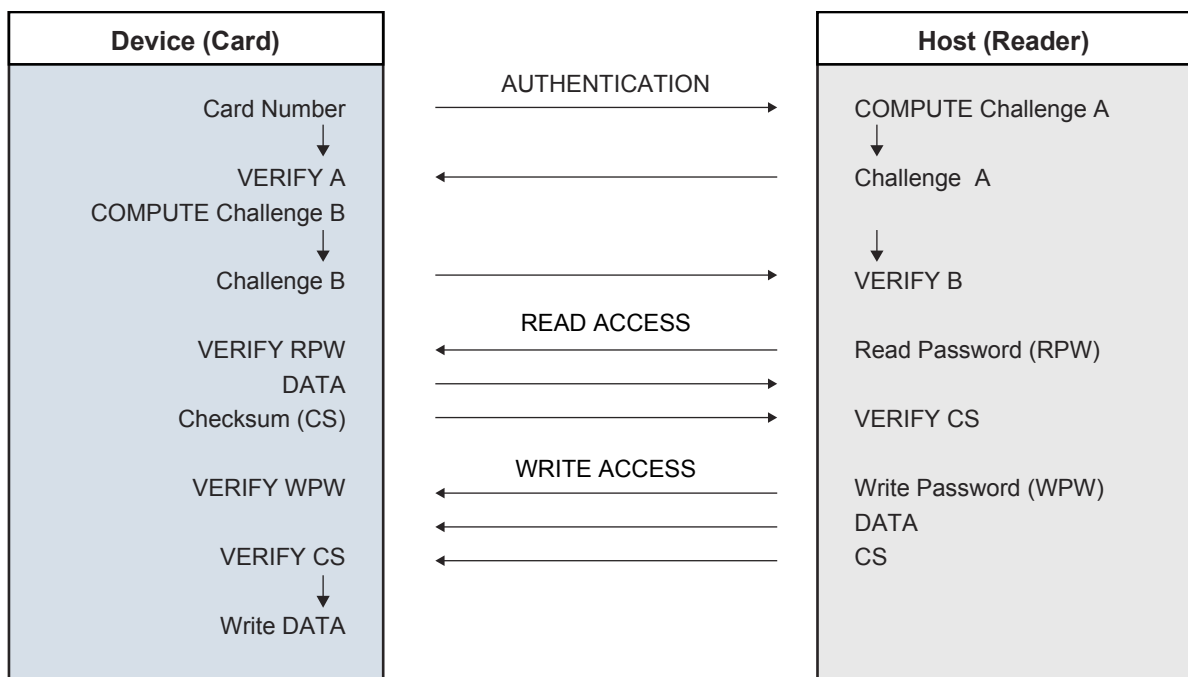 Device (Card)
Host (Reader)
AUTHENTICATION
Card Number
COMPUTE Challenge A
VERIFY A
Challenge A
COMPUTE Challenge B
Challenge B
VERIFY B
READ ACCESS
VERIFY RPW
Read Password (RPW)
DATA
Checksum (CS)
VERIFY CS
WRITE ACCESS
VERIFY WPW
Write Password (WPW)
DATA
VERIFY CS
CS
Write DATA